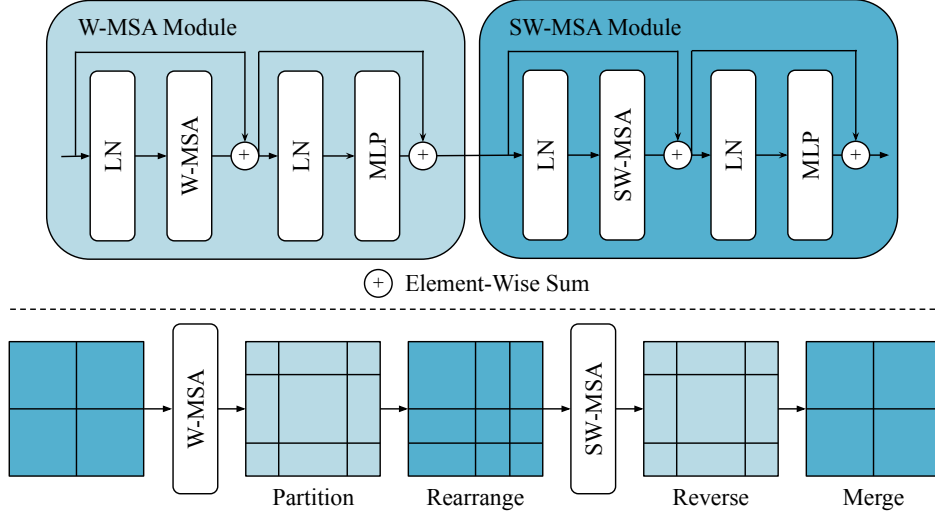 W-MSA Module
SW-MSA Module
LN
W-MSA
+
LN
MLP
+
LN
SW-MSA
+
LN
MLP
+
+ Element-Wise Sum
W-MSA
SW-MSA
Partition
Rearrange
Reverse
Merge